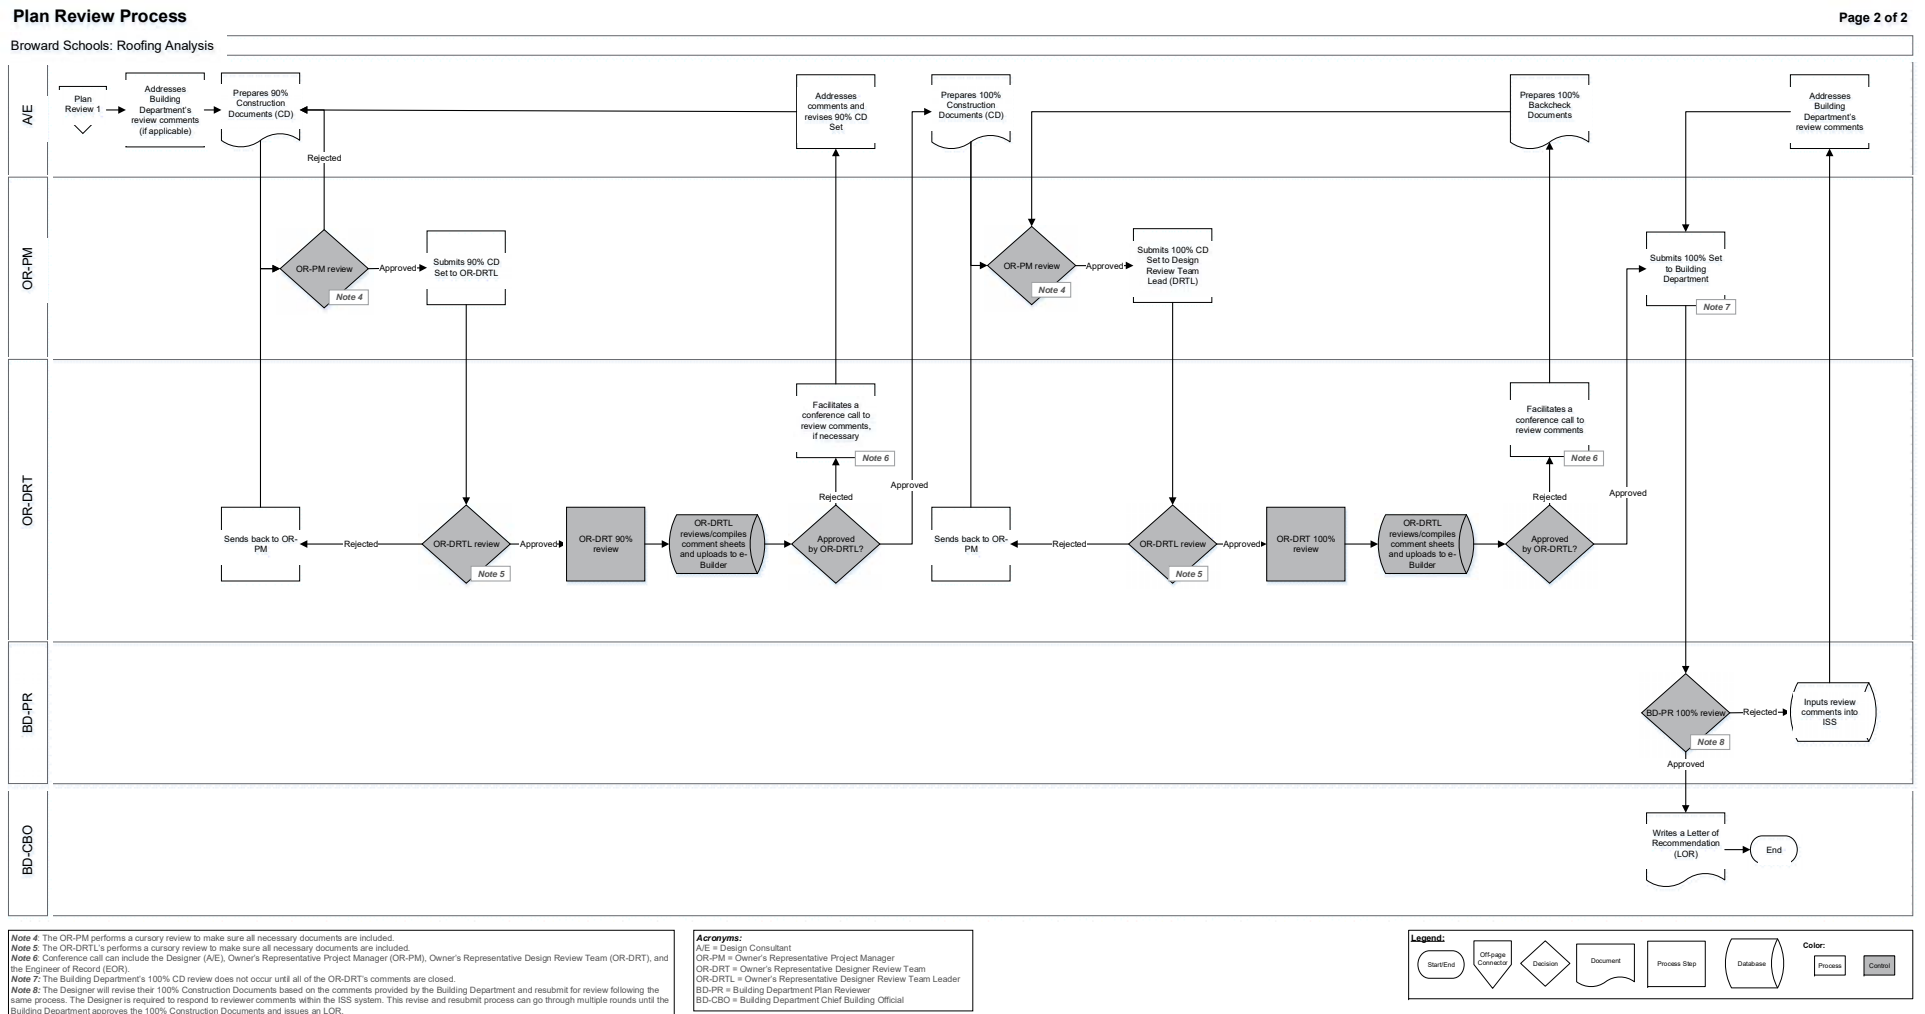 Plan Review Process
Page 2 of 2
Broward Schools: Roofing Analysis
A/E
Plan
Review 1
Addresses
Building
Department's
review comments
(if applicable)
Prepares 90%
Construction
Documents (CD)
Rejected
Addresses
comments and
revises 90% CD
Set
Prepares 100%
Construction
Documents (CD)
Prepares 100%
Backcheck
Documents
Addresses
Building
Department's
review comments
OR-PM
OR-PM review
Note 4
Approved
Submits 90% CD
Set to OR-DRTL
OR-PM review
Note 4
Approved
Submits 100% CD
Set to Design
Review Team
Lead (DRTL)
Submits 100% Set
to Building
Department
Note 7
OR-DRT
Sends back to OR-
PM
Rejected
OR-DRTL review
Note 5
Approved
OR-DRT 90%
review
OR-DRTL
reviews/compiles
comment sheets
and uploads to e-
Builder
Approved
by OR-DRTL?
Rejected
Facilitates a
conference call to
review comments,
if necessary
Note 6
Approved
Sends back to OR-
PM
Rejected
OR-DRTL review
Note 5
Approved
OR-DRT 100%
review
OR-DRTL
reviews/compiles
comment sheets
and uploads to e-
Builder
Approved
by OR-DRTL?
Rejected
Facilitates a
conference call to
review comments
Note 6
Approved
BD-PR
BD-PR 100% review
Note 8
Rejected
Inputs review
comments into
ISS
Approved
BD-CBO
Writes a Letter of
Recommendation
(LOR)
End
Note 4: The OR-PM performs a cursory review to make sure all necessary documents are included.
Note 5: The OR-DRTL's performs a cursory review to make sure all necessary documents are included.
Note 6: Conference call can include the Designer (A/E), Owner's Representative Project Manager (OR-PM), Owner's Representative Design Review Team (OR-DRT), and
the Engineer of Record (EOR).
Note 7: The Building Department's 100% CD review does not occur until all of the OR-DRT's comments are closed.
Note 8: The Designer will revise their 100% Construction Documents based on the comments provided by the Building Department and resubmit for review following the
same process. The Designer is required to respond to reviewer comments within the ISS system. This revise and resubmit process can go through multiple rounds until the
Building Department approves the 100% Construction Documents and issues an LOR.
Acronyms:
A/E = Design Consultant
OR-PM = Owner's Representative Project Manager
OR-DRT = Owner's Representative Designer Review Team
OR-DRTL = Owner's Representative Designer Review Team Leader
BD-PR = Building Department Plan Reviewer
BD-CBO = Building Department Chief Building Official
Legend:
Start/End
Off-page
Connector
Decision
Document
Process Step
Database
Color:
Process
Control